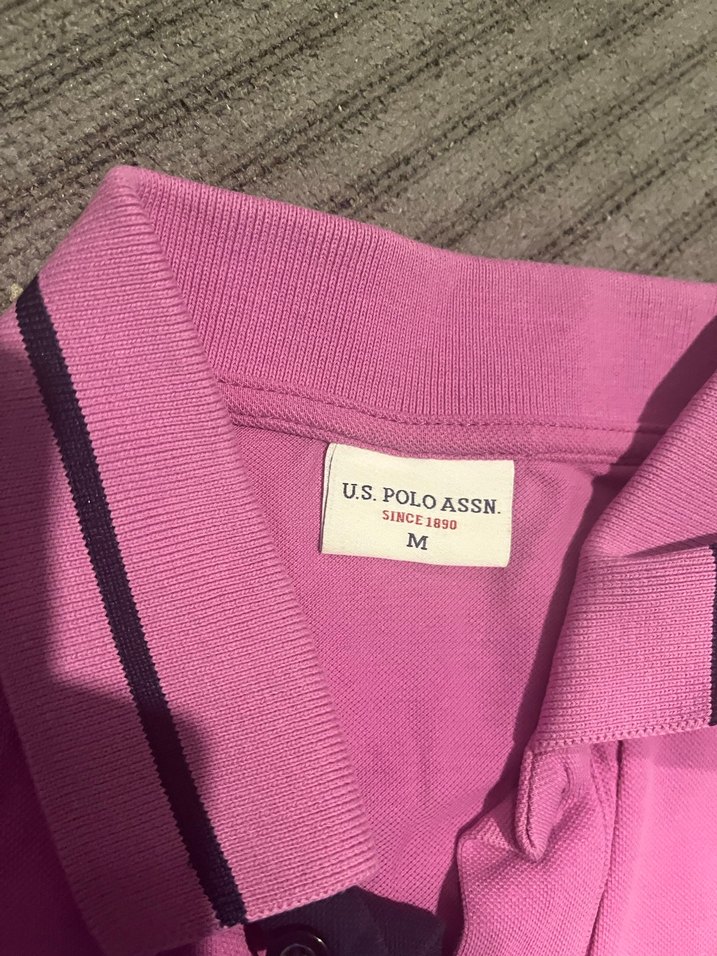 U.S. POLO ASSN.
SINCE 1890
M